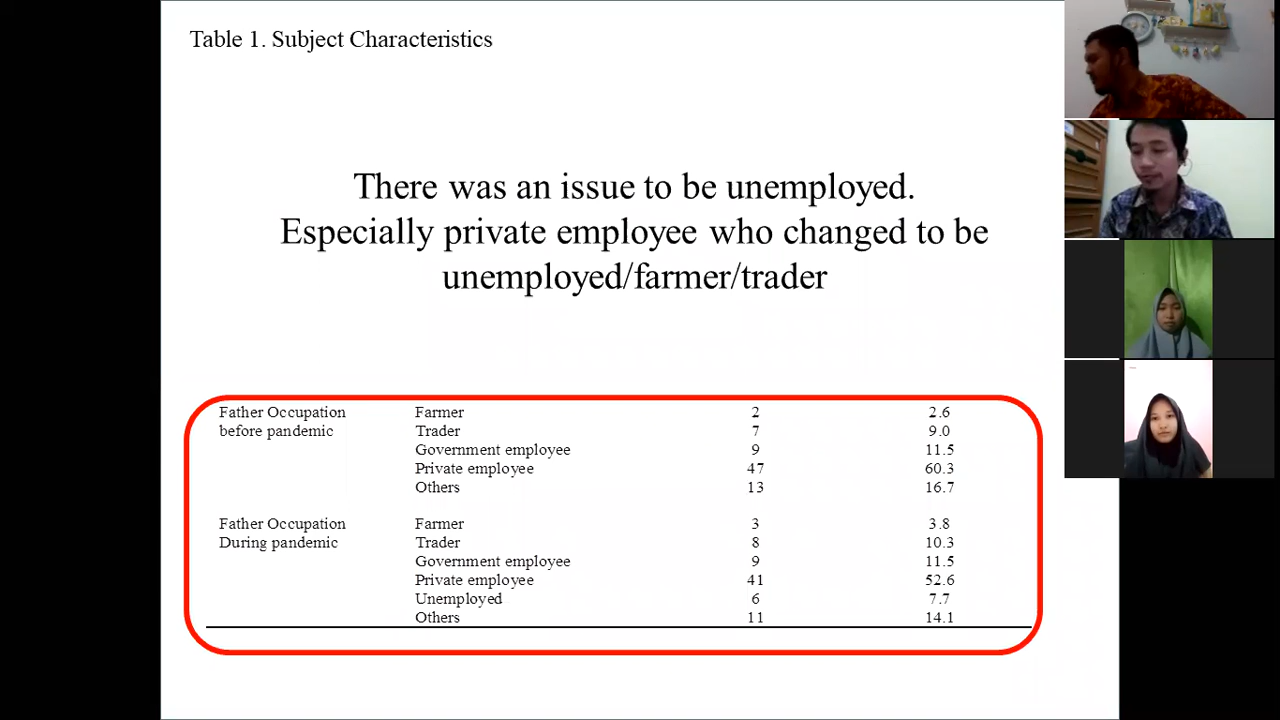 Table 1. Subject Characteristics
There was an issue to be unemployed.
Especially private employee who changed to be
unemployed/farmer/trader
Father Occupation Farmer 2 2.6
before pandemic Trader 7 9.0
Government employee 9 11.5
Private employee 47 60.3
Others 13 16.7
Father Occupation Farmer 3 3.8
During pandemic Trader 8 10.3
Government employee 9 11.5
Private employee 41 52.6
Unemployed 6 7.7
Others 11 14.1